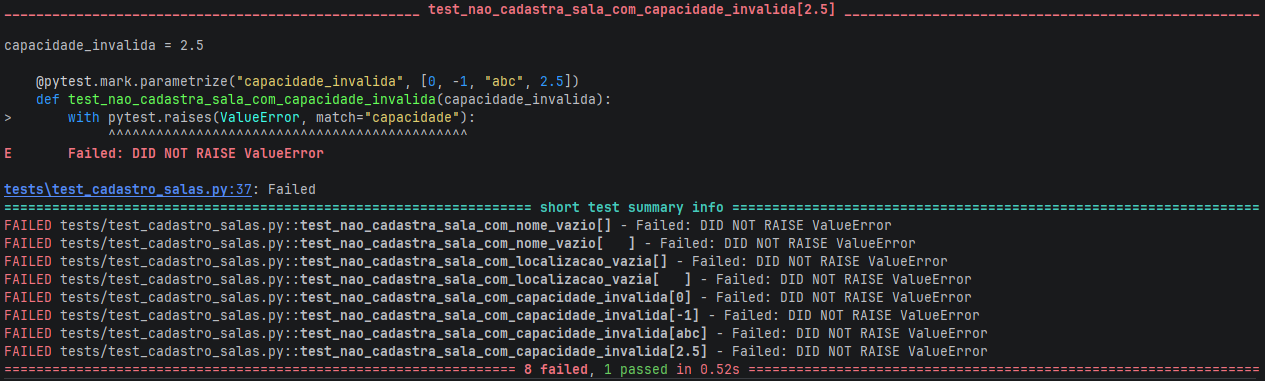 ____________________________________________________ test_nao_cadastra_sala_com_capacidade_invalida[2.5] ____________________________________________________
capacidade_invalida = 2.5
    @pytest.mark.parametrize("capacidade_invalida", [0, -1, "abc", 2.5])
    def test_nao_cadastra_sala_com_capacidade_invalida(capacidade_invalida):
>       with pytest.raises(ValueError, match="capacidade"):
             ^^^^^^^^^^^^^^^^^^^^^^^^^^^^^^^^^^^^^^^^^^^^^
E       Failed: DID NOT RAISE ValueError
tests\test_cadastro_salas.py:37: Failed
================================================================== short test summary info ==================================================================
FAILED tests/test_cadastro_salas.py::test_nao_cadastra_sala_com_nome_vazio[] - Failed: DID NOT RAISE ValueError
FAILED tests/test_cadastro_salas.py::test_nao_cadastra_sala_com_nome_vazio[   ] - Failed: DID NOT RAISE ValueError
FAILED tests/test_cadastro_salas.py::test_nao_cadastra_sala_com_localizacao_vazia[] - Failed: DID NOT RAISE ValueError
FAILED tests/test_cadastro_salas.py::test_nao_cadastra_sala_com_localizacao_vazia[   ] - Failed: DID NOT RAISE ValueError
FAILED tests/test_cadastro_salas.py::test_nao_cadastra_sala_com_capacidade_invalida[0] - Failed: DID NOT RAISE ValueError
FAILED tests/test_cadastro_salas.py::test_nao_cadastra_sala_com_capacidade_invalida[-1] - Failed: DID NOT RAISE ValueError
FAILED tests/test_cadastro_salas.py::test_nao_cadastra_sala_com_capacidade_invalida[abc] - Failed: DID NOT RAISE ValueError
FAILED tests/test_cadastro_salas.py::test_nao_cadastra_sala_com_capacidade_invalida[2.5] - Failed: DID NOT RAISE ValueError
================================================================ 8 failed, 1 passed in 0.52s ================================================================